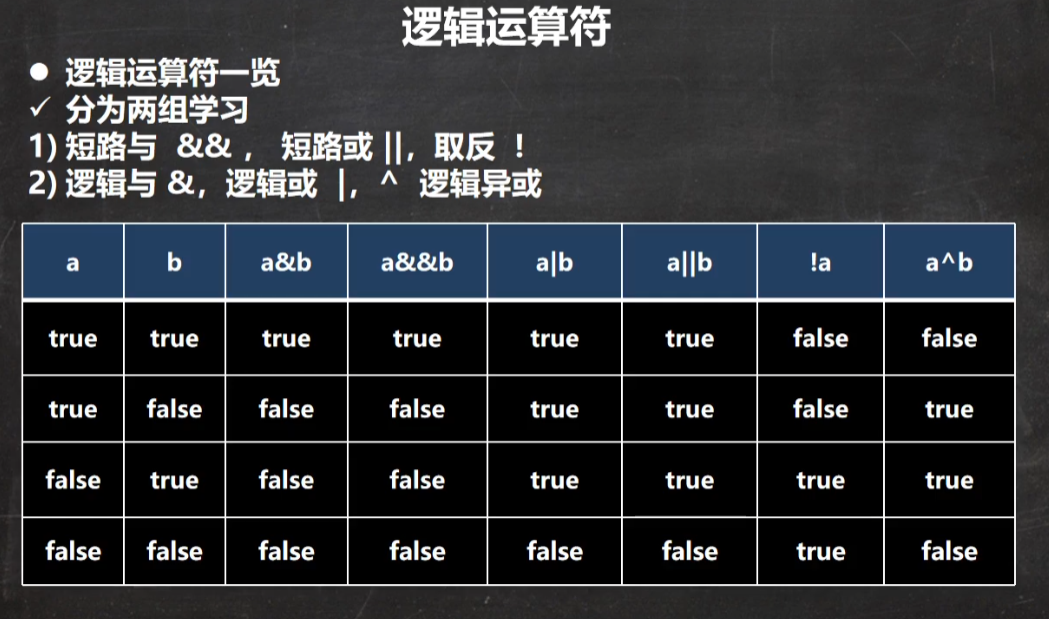 逻辑运算符
● 逻辑运算符一览
✓ 分为两组学习
1) 短路与 && ， 短路或 ||，取反 ！
2) 逻辑与 &，逻辑或 |，^ 逻辑异或
a b a&b a&&b a|b a||b !a a^b
true true true true true true false false
true false false false true true false true
false true false false true true true true
false false false false false false true false